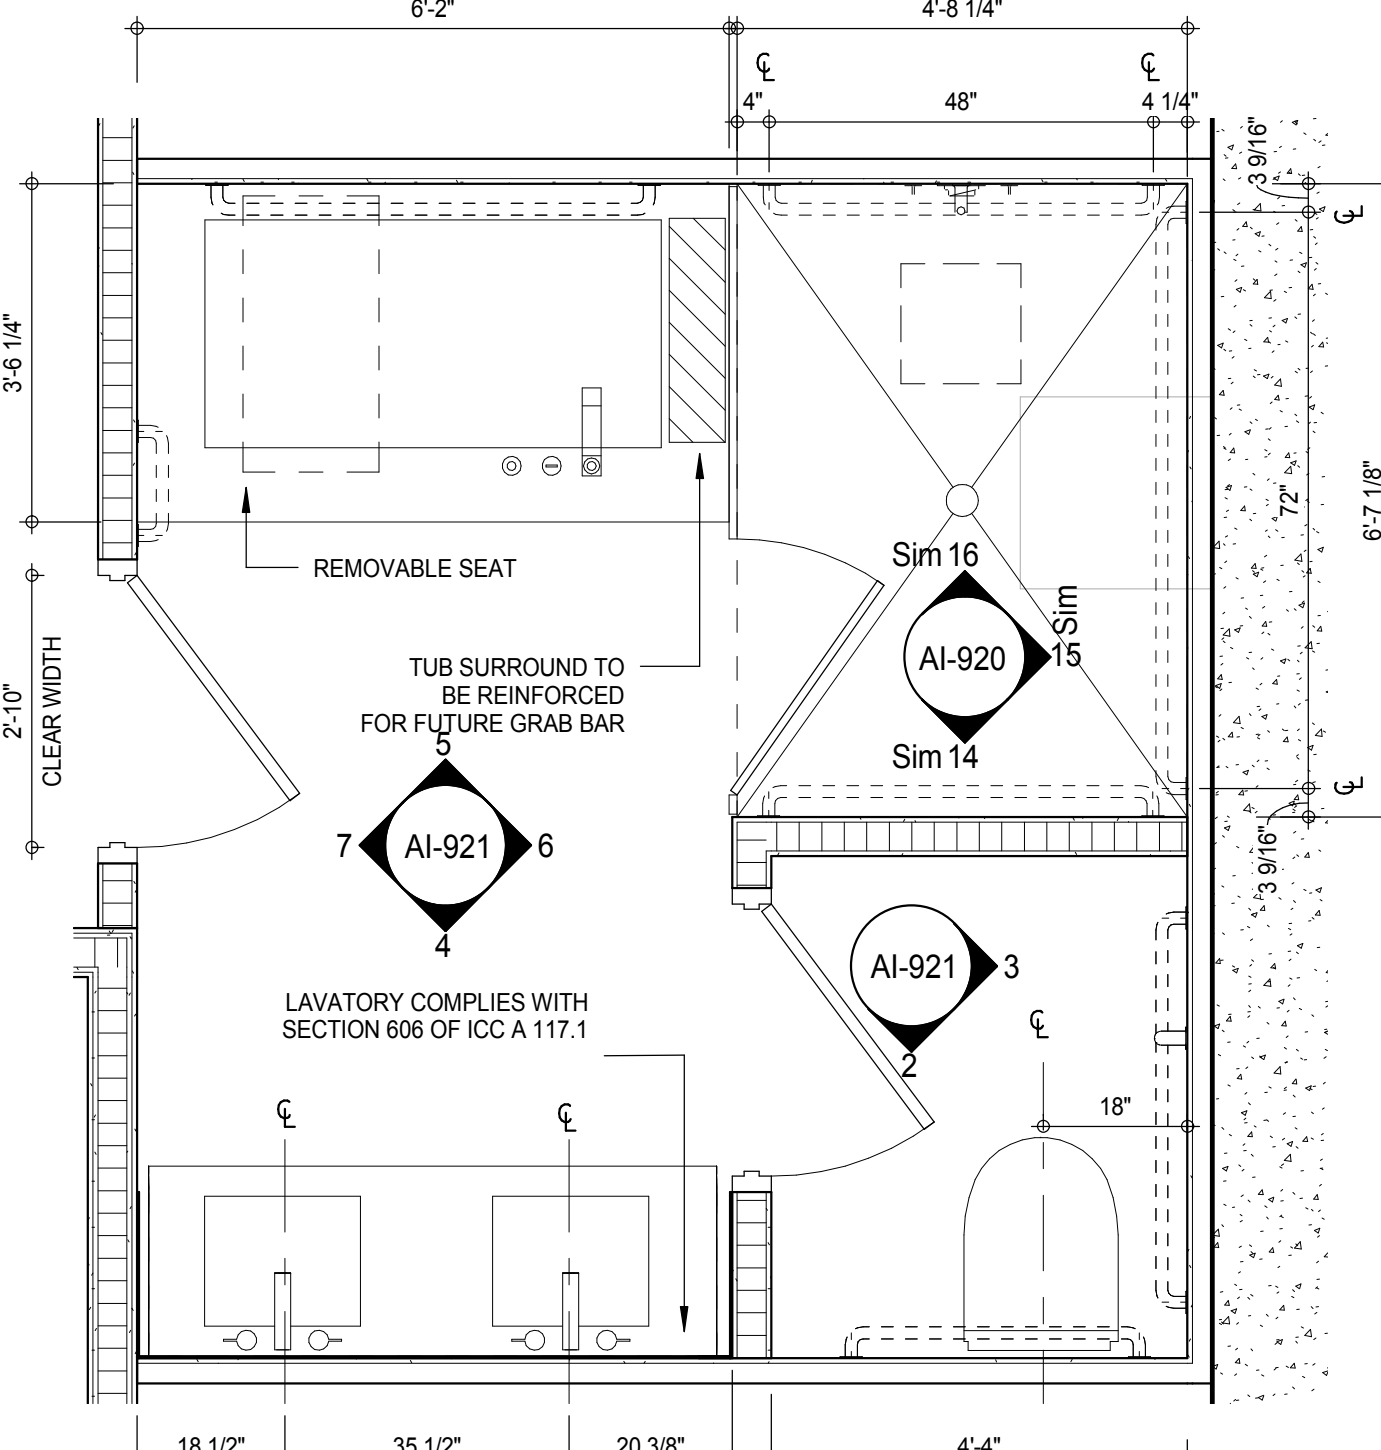 6'-2"
4'-8 1/4"
℄
℄
4"
48"
4 1/4"
3 9/16"
℄
3'-6 1/4"
72"
6'-7 1/8"
REMOVABLE SEAT
Sim 16
Sim
AI-920
15
Sim 14
TUB SURROUND TO
BE REINFORCED
FOR FUTURE GRAB BAR
2'-10"
CLEAR WIDTH
5
7
AI-921
6
4
℄
3 9/16"
AI-921
3
2
LAVATORY COMPLIES WITH
SECTION 606 OF ICC A 117.1
℄
18"
℄
℄
18 1/2"
35 1/2"
20 3/8"
4'-4"